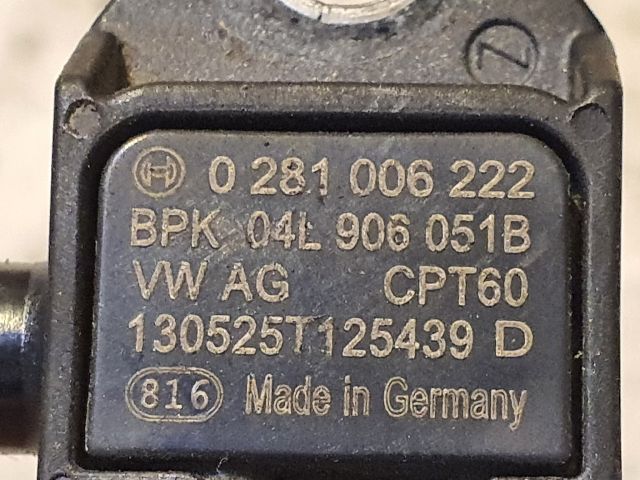 Z
0 281 006 222
BPK 04L 906 051B
VW AG CPT60
130525T125439 D
816 Made in Germany